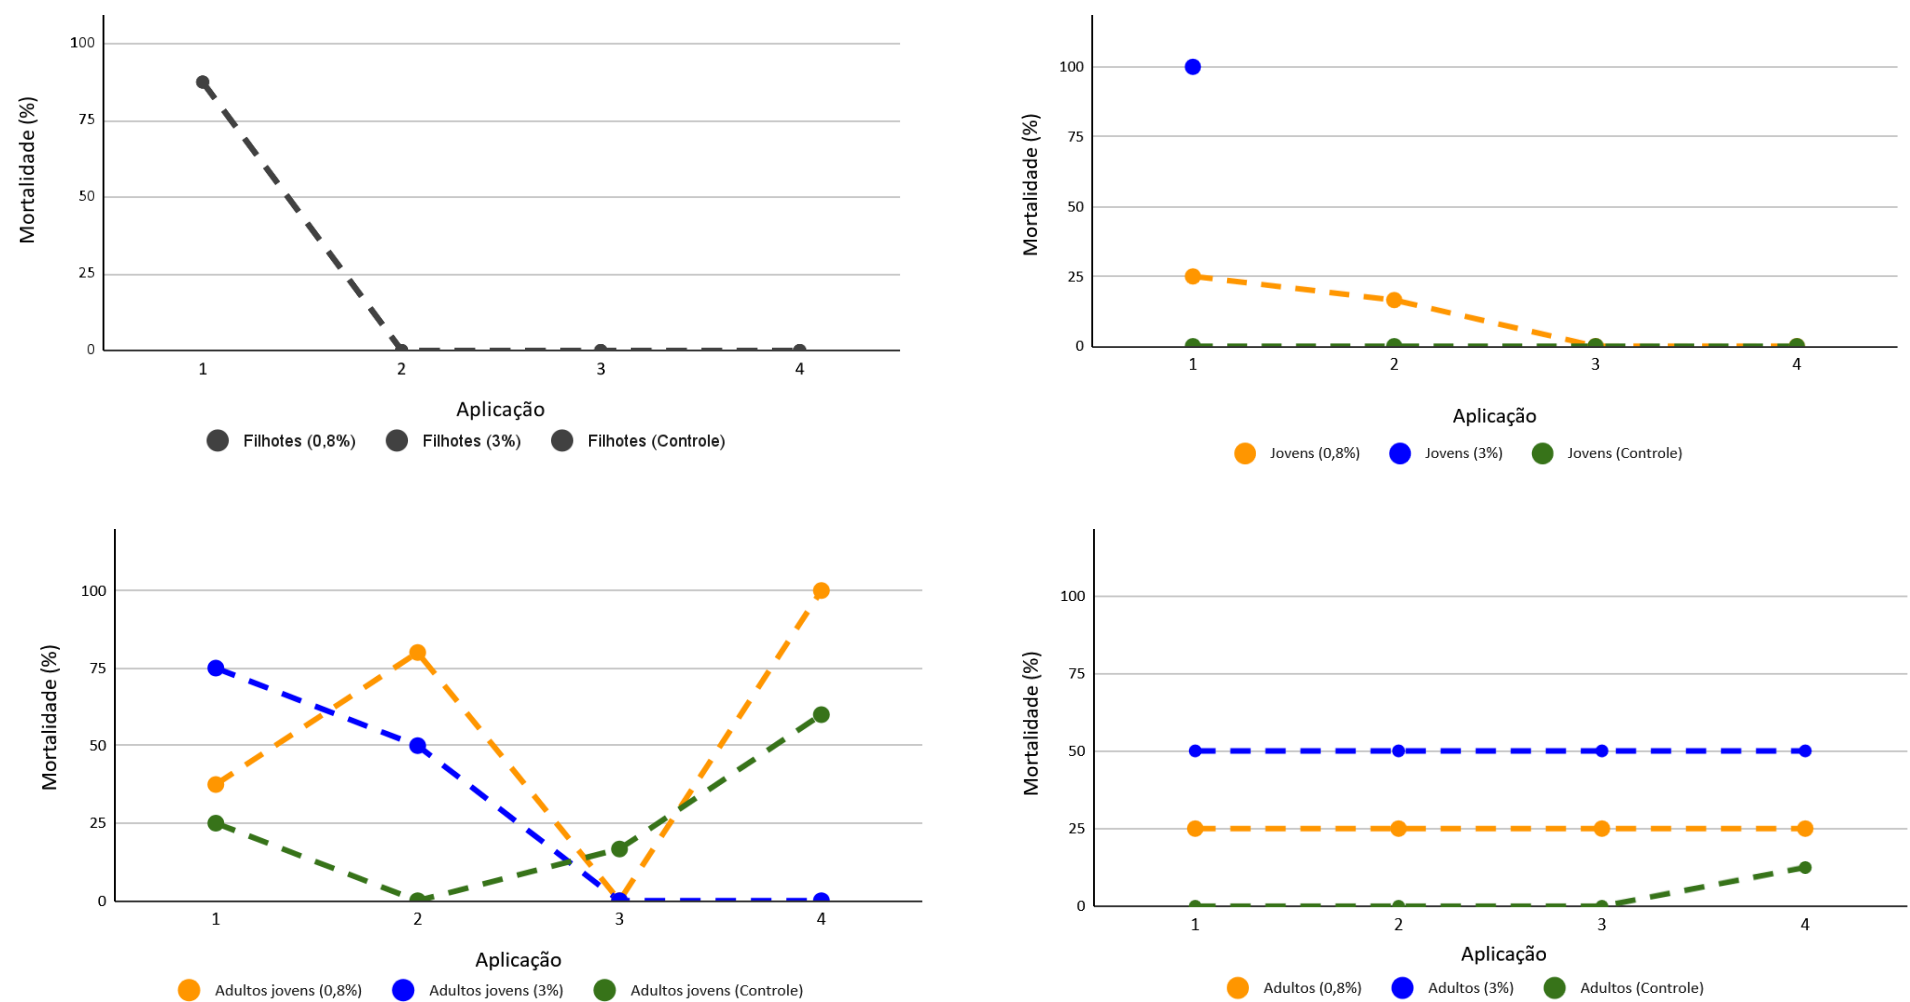 Mortalidade (%)
100
75
50
25
0
1 2 3 4
Aplicação
Filhotes (0,8%) Filhotes (3%) Filhotes (Controle)
Mortalidade (%)
100
75
50
25
0
1 2 3 4
Aplicação
Jovens (0,8%) Jovens (3%) Jovens (Controle)
Mortalidade (%)
100
75
50
25
0
1 2 3 4
Aplicação
Adultos jovens (0,8%) Adultos jovens (3%) Adultos jovens (Controle)
Mortalidade (%)
100
75
50
25
0
1 2 3 4
Aplicação
Adultos (0,8%) Adultos (3%) Adultos (Controle)